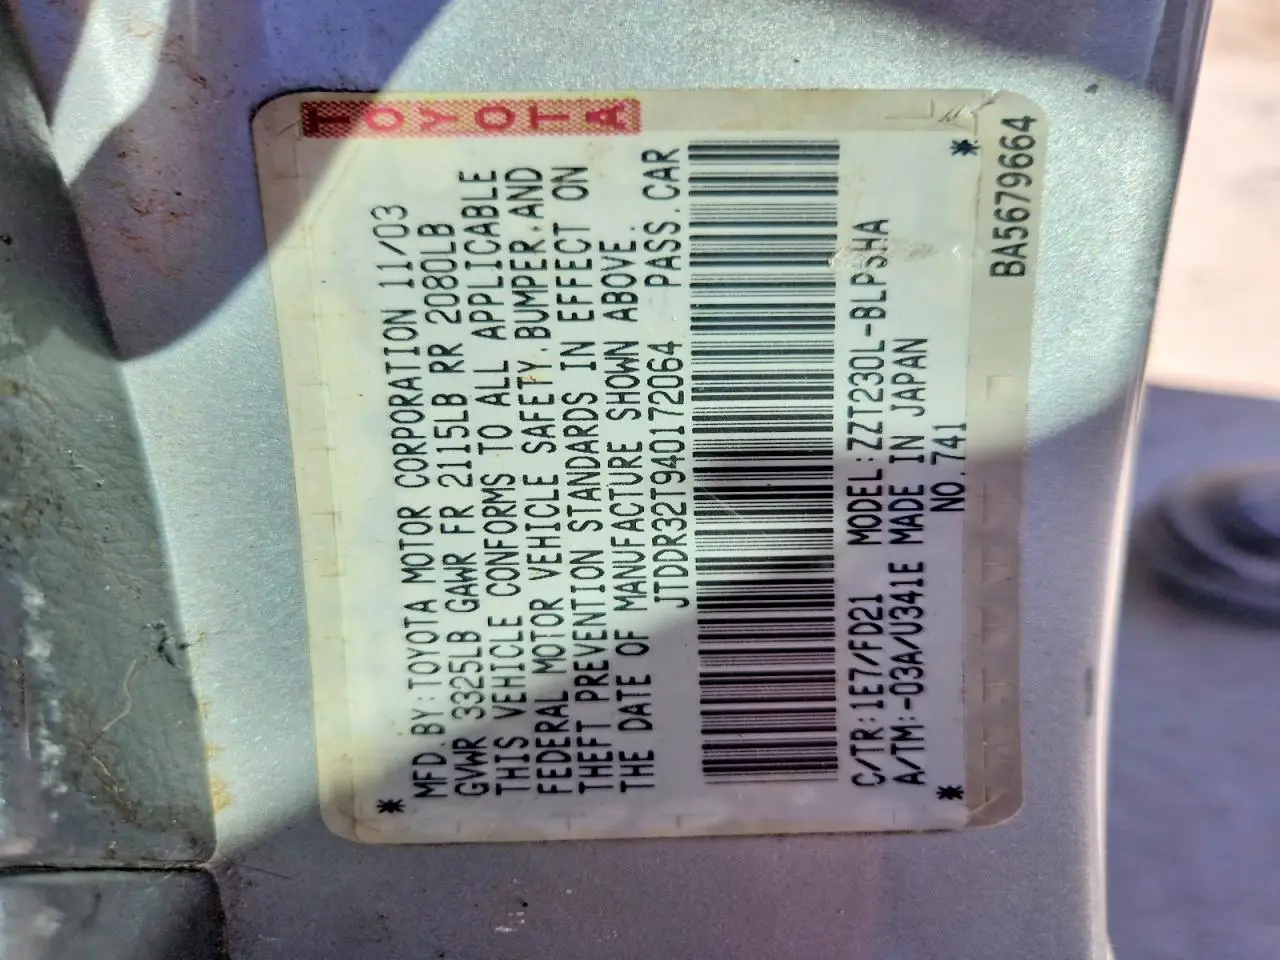 TOYOTA
*
MFD.BY:TOYOTA MOTOR CORPORATION 11/03
GVWR 3325LB GAWR FR 2115LB RR 2080LB
THIS VEHICLE CONFORMS TO ALL APPLICABLE
FEDERAL MOTOR VEHICLE SAFETY, BUMPER, AND
THEFT PREVENTION STANDARDS IN EFFECT ON
THE DATE OF MANUFACTURE SHOWN ABOVE.
JTDDR32T940172064 PASS.CAR
C/TR:1E7/FD21 MODEL:ZZT230L-BLPSHA
A/TM:-03A/U341E MADE IN JAPAN
* NO.741 *
BA5679664